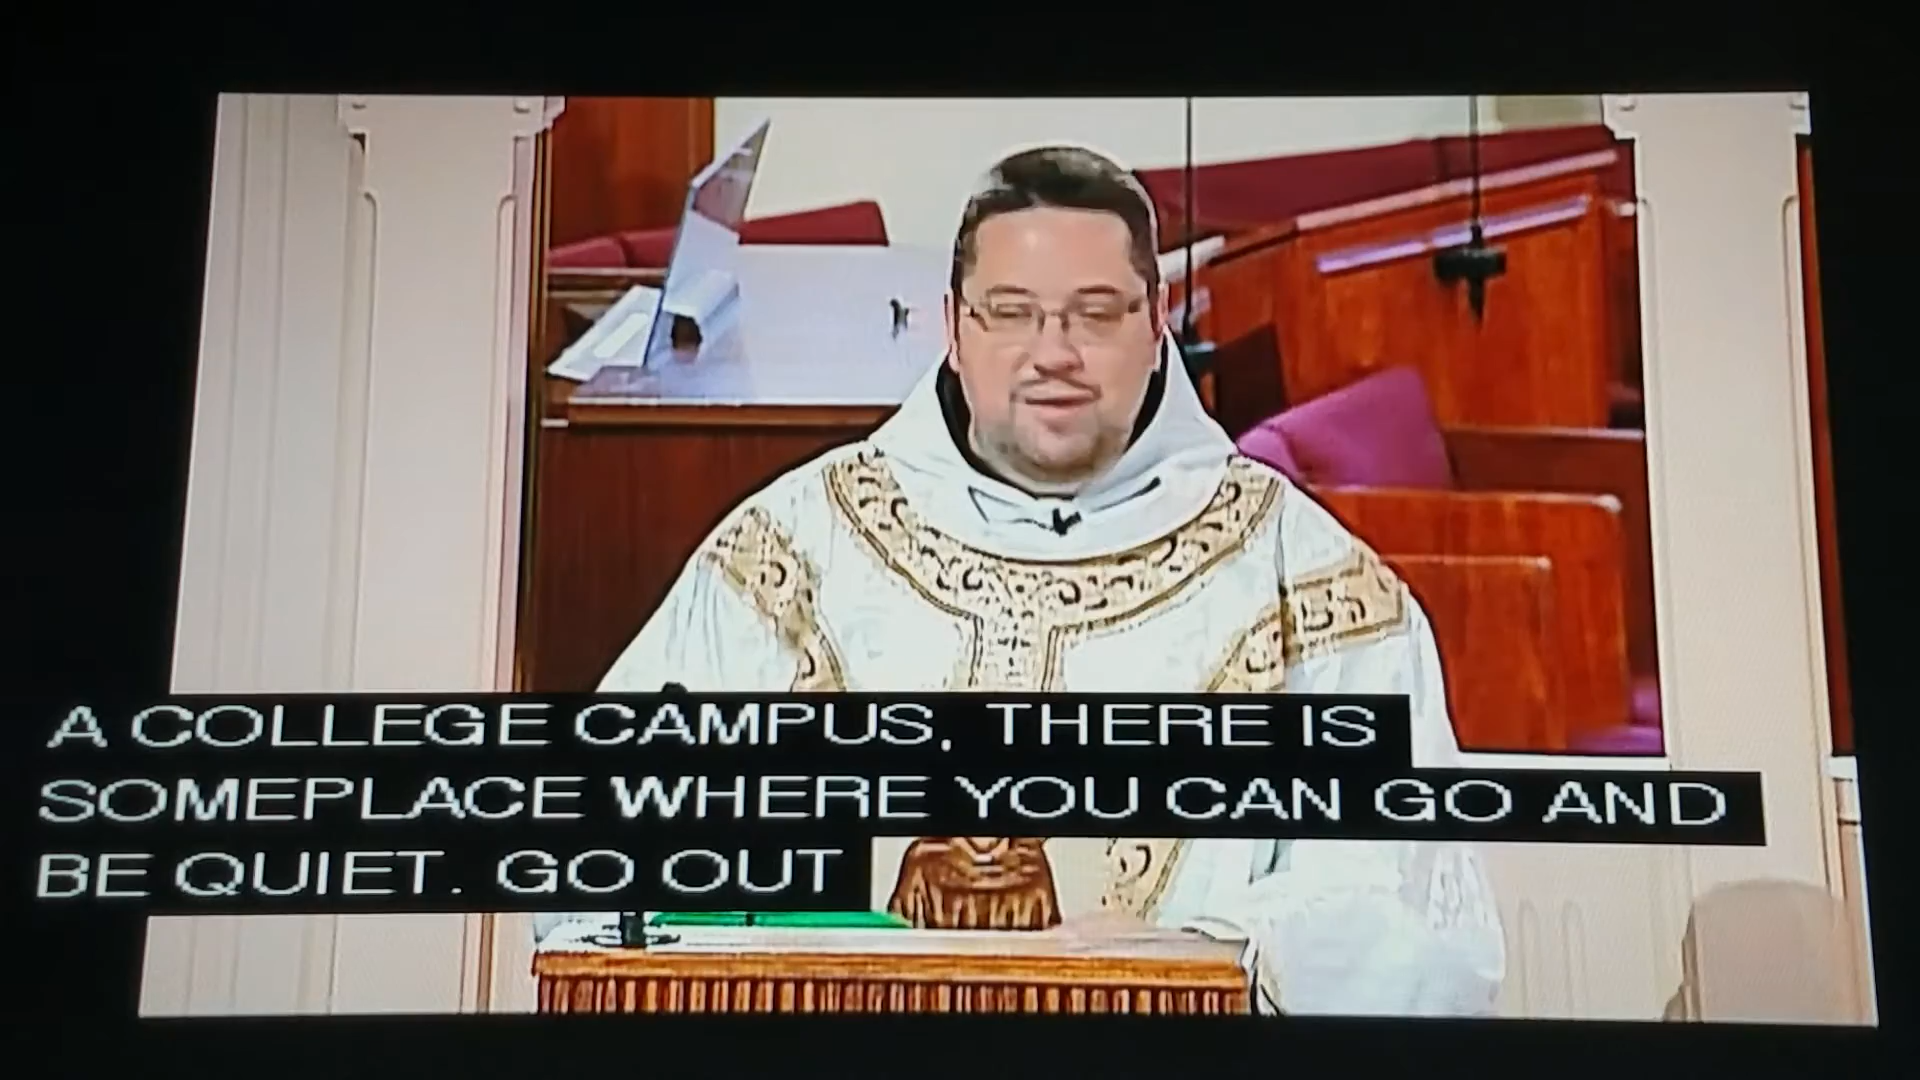 A COLLEGE CAMPUS, THERE IS
SOMEPLACE WHERE YOU CAN GO AND
BE QUIET. GO OUT